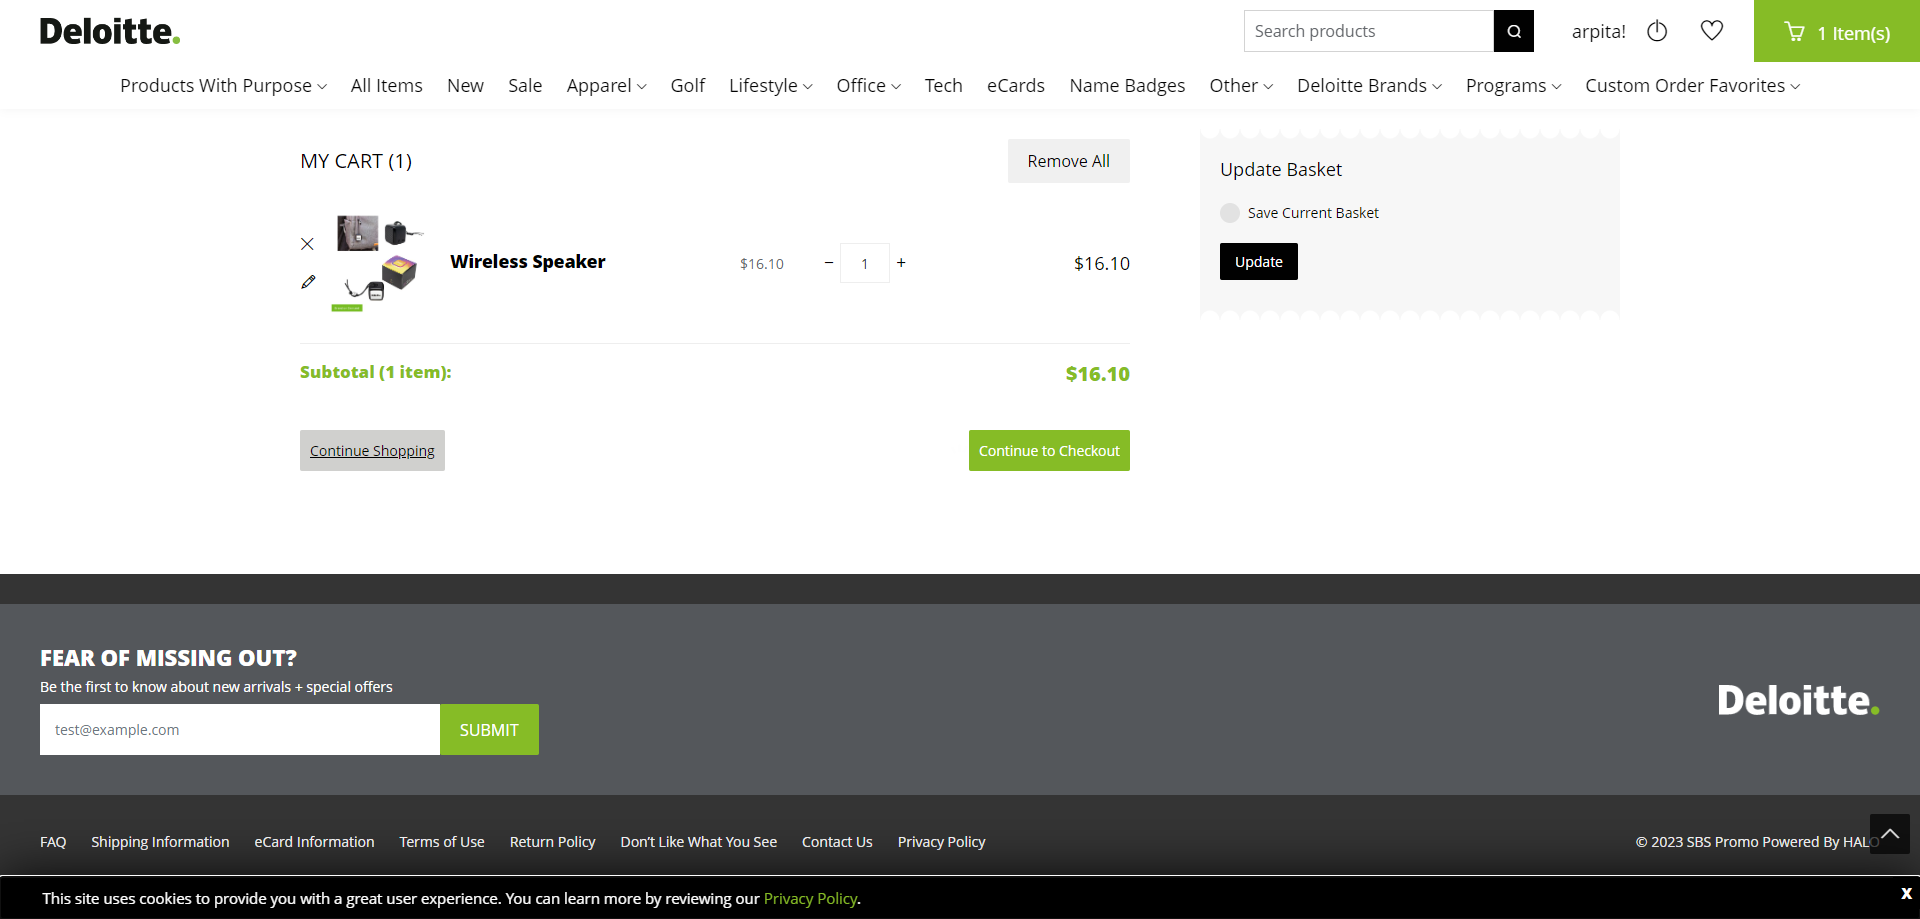 Deloitte.
Search products
arpita!
1 Item(s)
Products With Purpose
All Items
New
Sale
Apparel
Golf
Lifestyle
Office
Tech
eCards
Name Badges
Other
Deloitte Brands
Programs
Custom Order Favorites
MY CART (1)
Remove All
Wireless Speaker
$16.10
− 1 +
$16.10
Subtotal (1 item):
$16.10
Continue Shopping
Continue to Checkout
Update Basket
Save Current Basket
Update
FEAR OF MISSING OUT?
Be the first to know about new arrivals + special offers
test@example.com
SUBMIT
Deloitte.
FAQ
Shipping Information
eCard Information
Terms of Use
Return Policy
Don’t Like What You See
Contact Us
Privacy Policy
© 2023 SBS Promo Powered By HALO
This site uses cookies to provide you with a great user experience. You can learn more by reviewing our Privacy Policy.
X